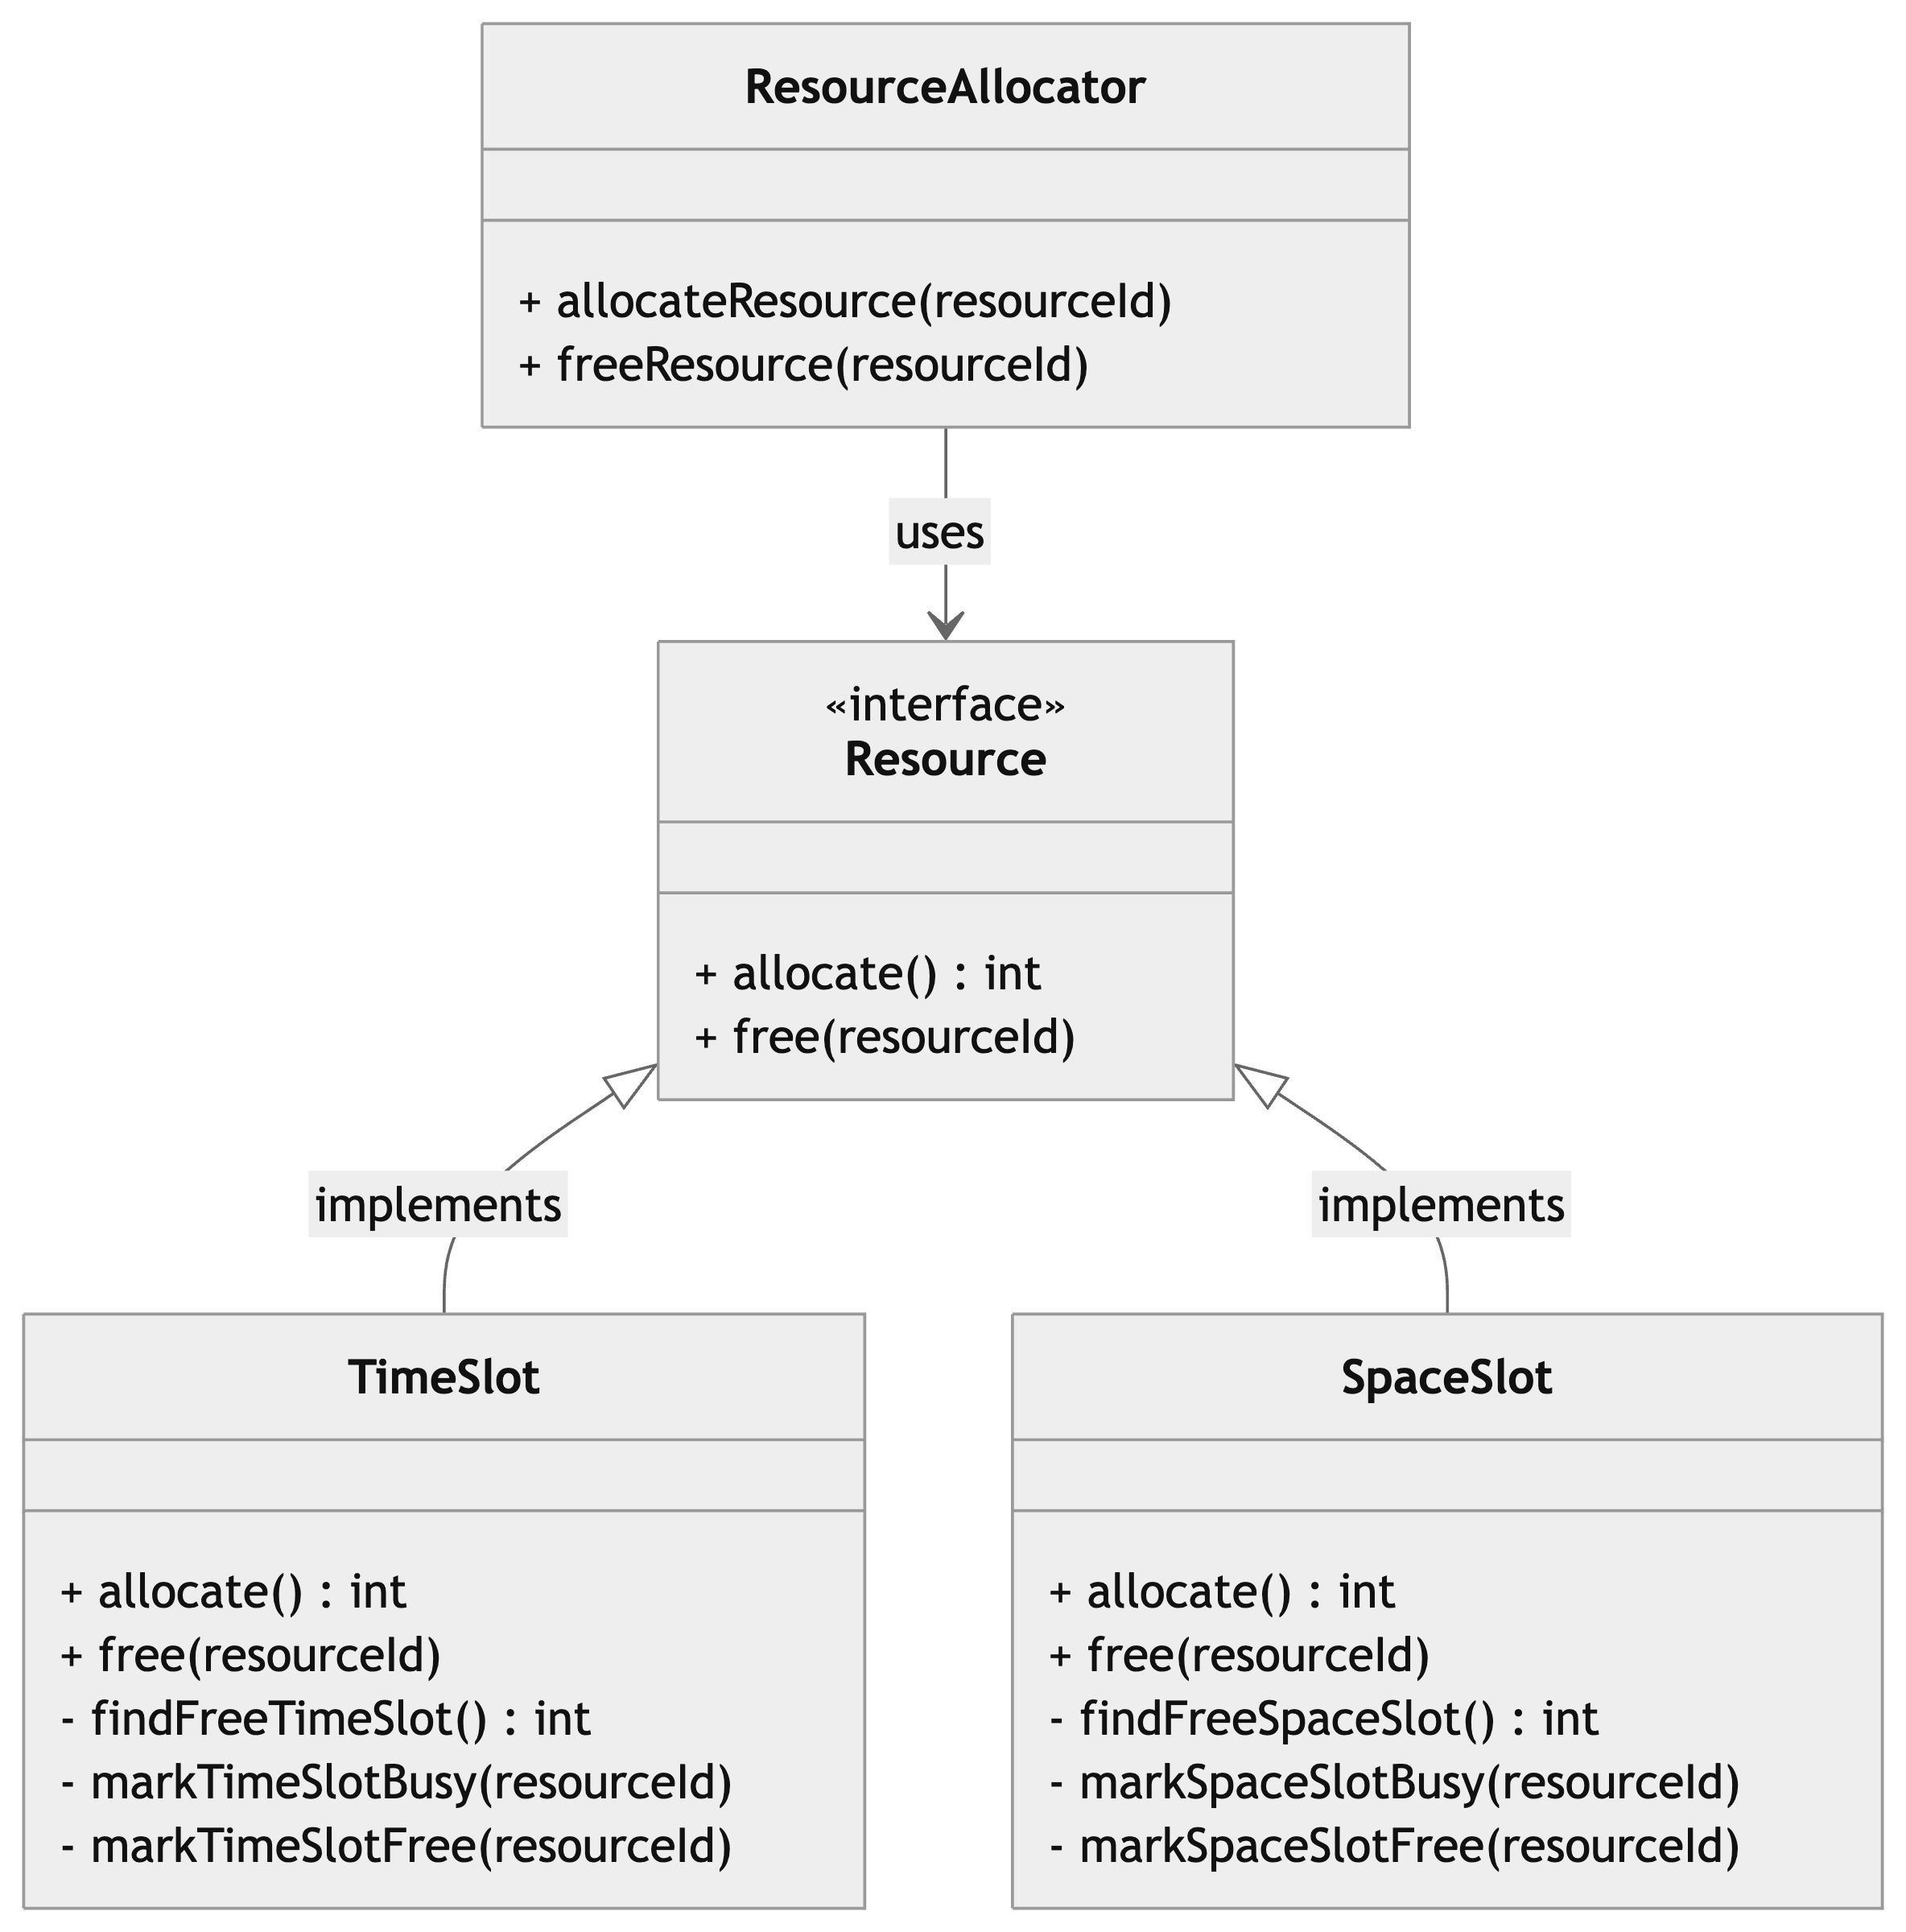 ResourceAllocator
+ allocateResource(resourceId)
+ freeResource(resourceId)
uses
«interface»
Resource
+ allocate() : int
+ free(resourceId)
implements
implements
TimeSlot
+ allocate() : int
+ free(resourceId)
- findFreeTimeSlot() : int
- markTimeSlotBusy(resourceId)
- markTimeSlotFree(resourceId)
SpaceSlot
+ allocate() : int
+ free(resourceId)
- findFreeSpaceSlot() : int
- markSpaceSlotBusy(resourceId)
- markSpaceSlotFree(resourceId)